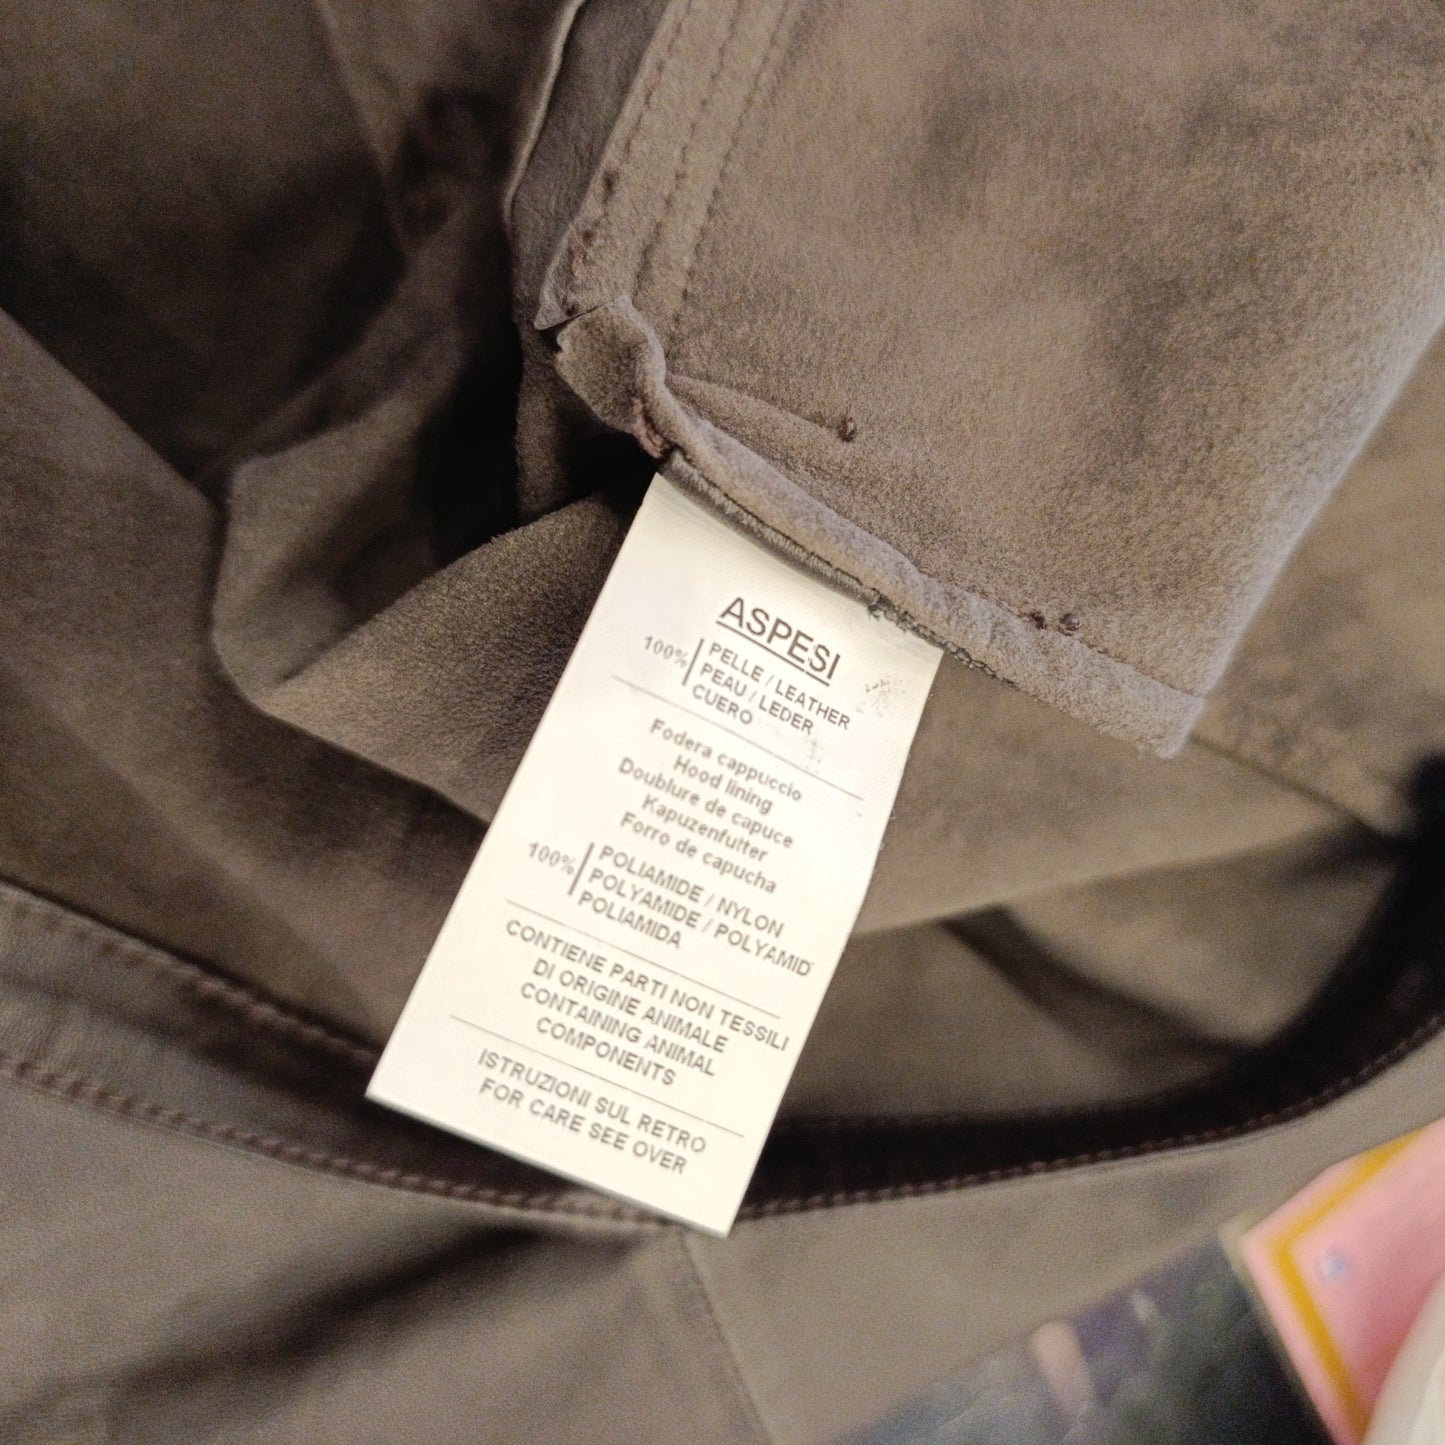 ASPESI
100% PELLE / LEATHER
PEAU / LEDER
CUERO
Fodera cappuccio
Hood lining
Doublure de capuce
Kapuzenfutter
Forro de capucha
100% POLIAMIDE / NYLON
POLYAMIDE / POLYAMID
POLIAMIDA
CONTIENE PARTI NON TESSILI
DI ORIGINE ANIMALE
CONTAINING ANIMAL
COMPONENTS
ISTRUZIONI SUL RETRO
FOR CARE SEE OVER